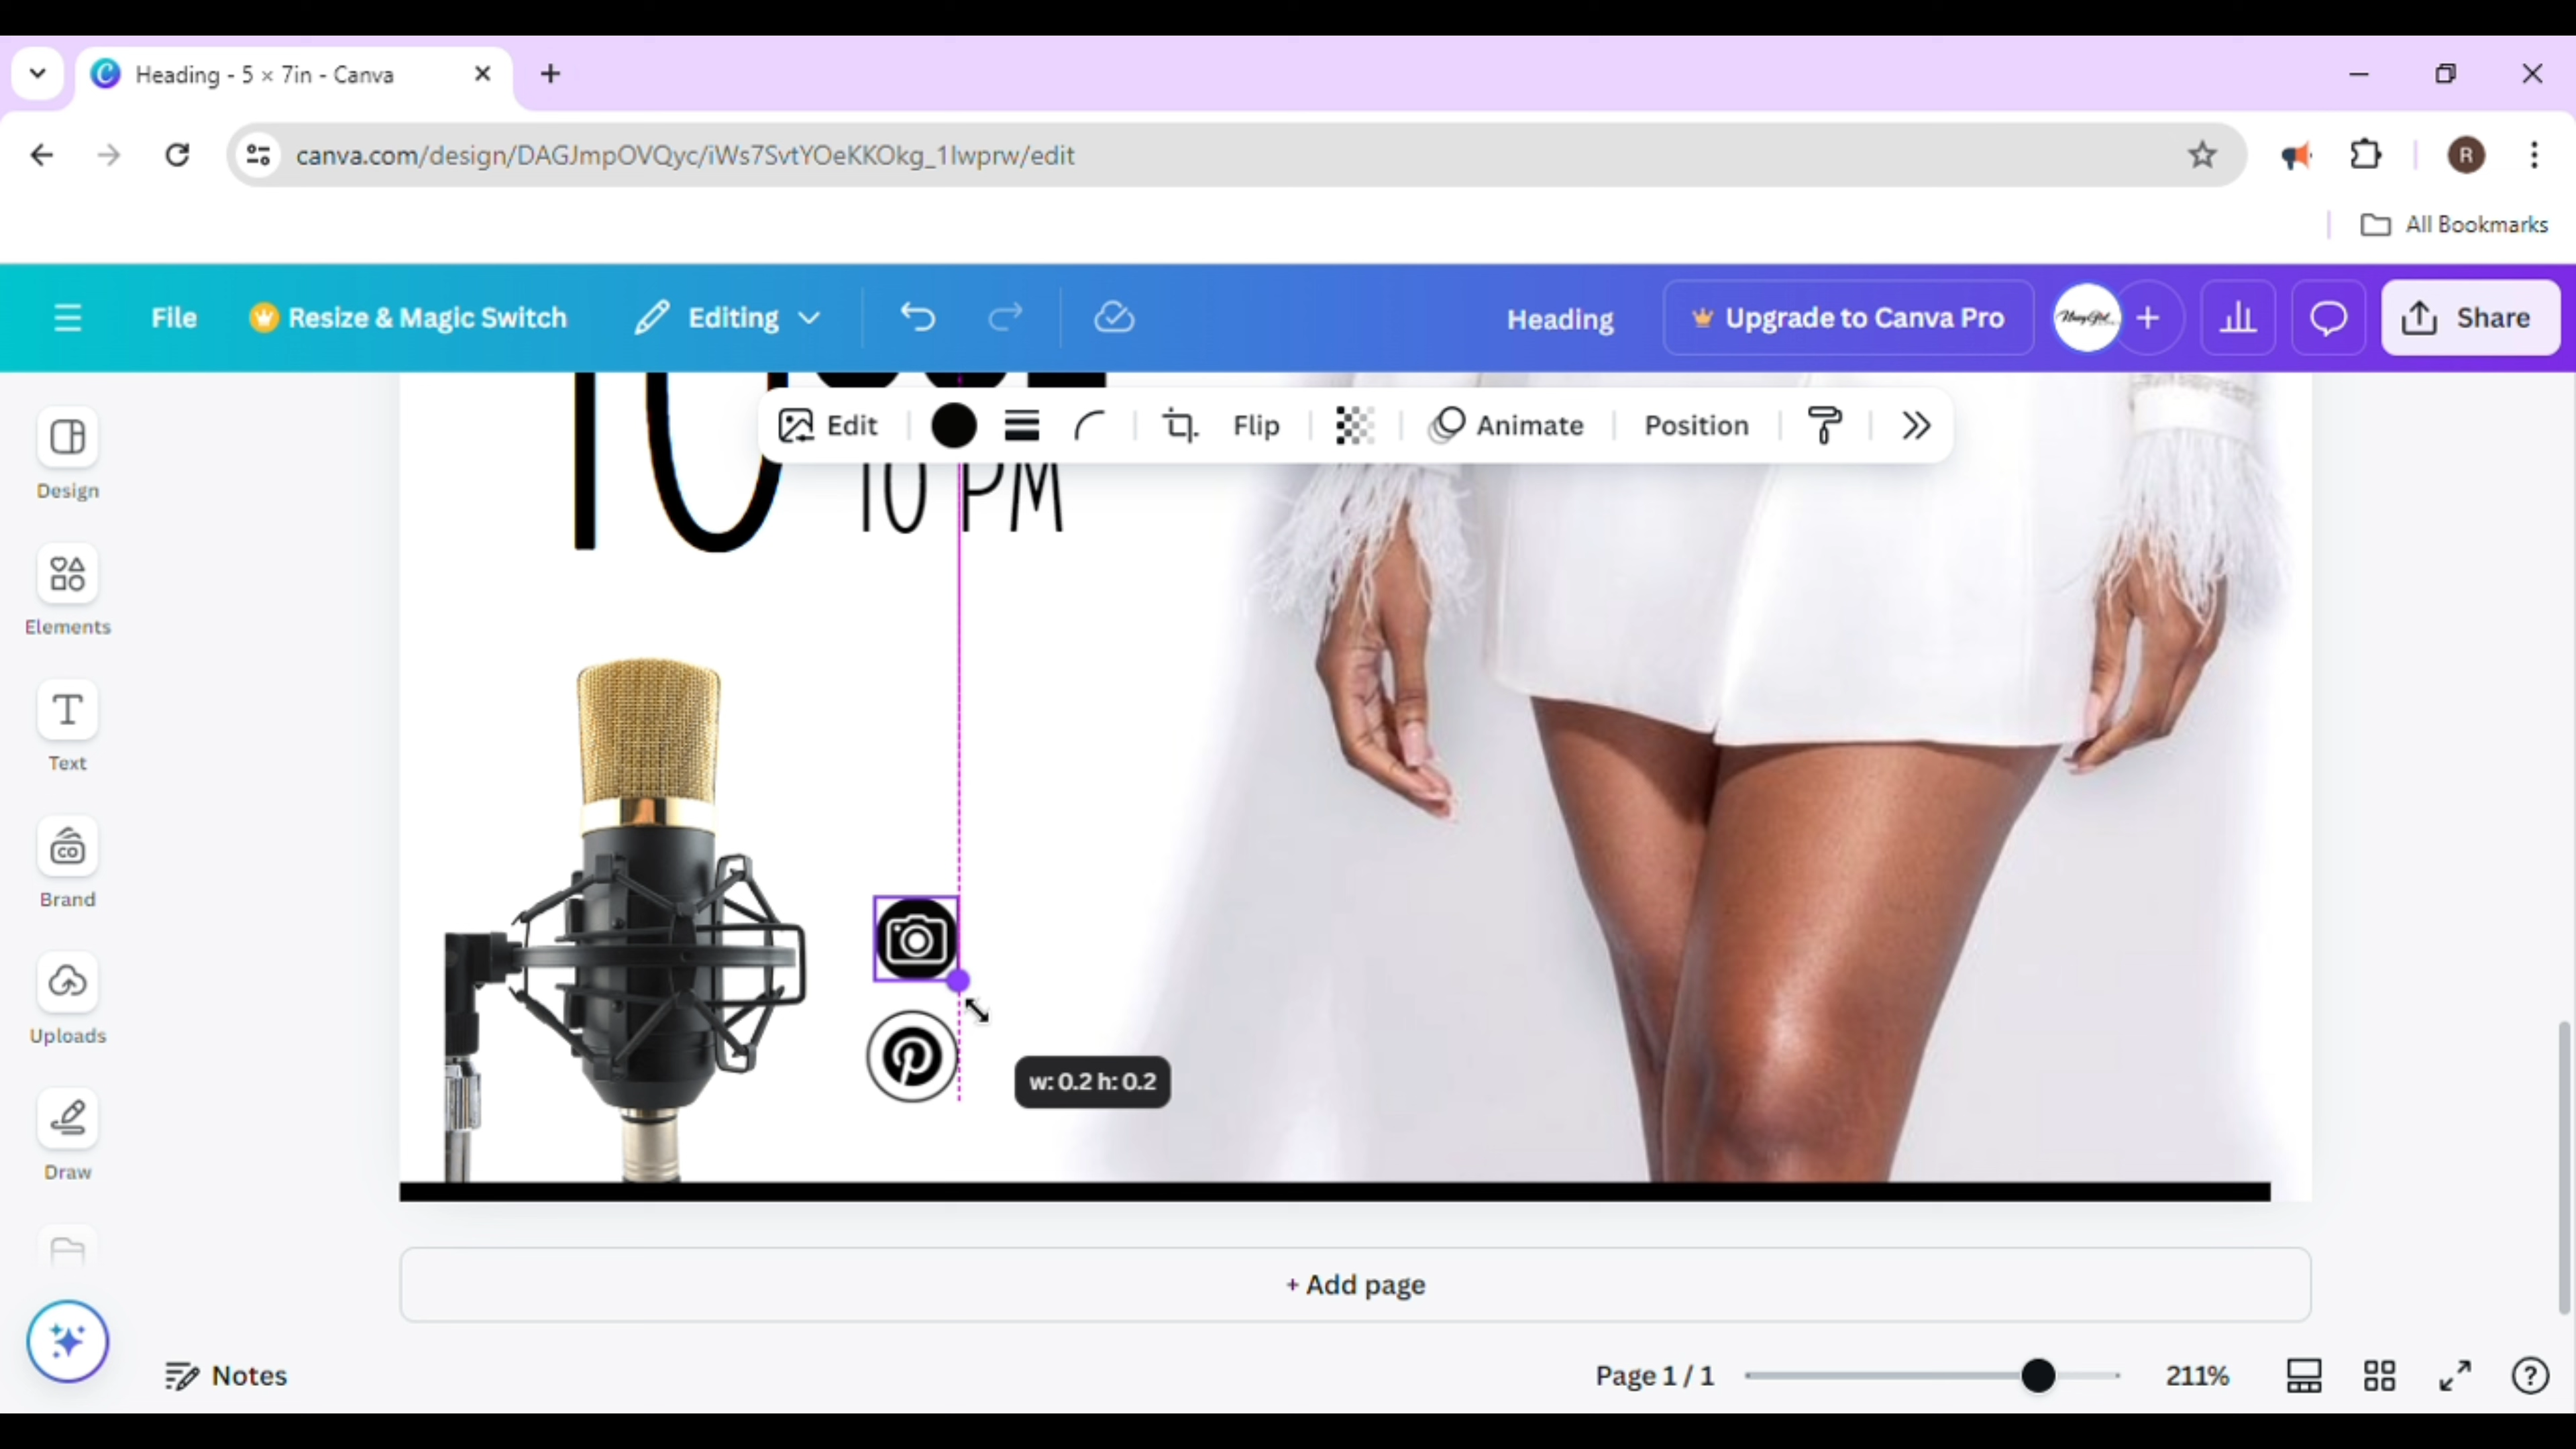 Heading - 5 × 7in - Canva
canva.com/design/DAGJmpOVQyc/iWs7SvtYOeKKOkg_1lwprw/edit
R
All Bookmarks
File
Resize & Magic Switch
Editing
Heading
Upgrade to Canva Pro
Share
Edit
Flip
Animate
Position
10
10 PM
Design
Elements
Text
Brand
Uploads
Draw
w: 0.2 h: 0.2
+ Add page
Notes
Page 1 / 1
211%